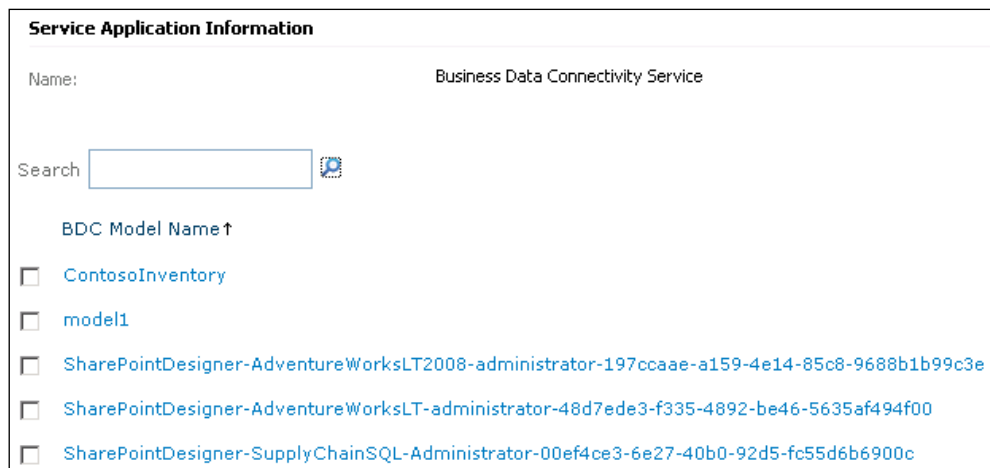 Service Application Information
Name: Business Data Connectivity Service
Search
BDC Model Name↑
ContosoInventory
model1
SharePointDesigner-AdventureWorksLT2008-administrator-197ccaae-a159-4e14-85c8-9688b1b99c3e
SharePointDesigner-AdventureWorksLT-administrator-48d7ede3-f335-4892-be46-5635af494f00
SharePointDesigner-SupplyChainSQL-Administrator-00ef4ce3-6e27-40b0-92d5-fc55d6b6900c